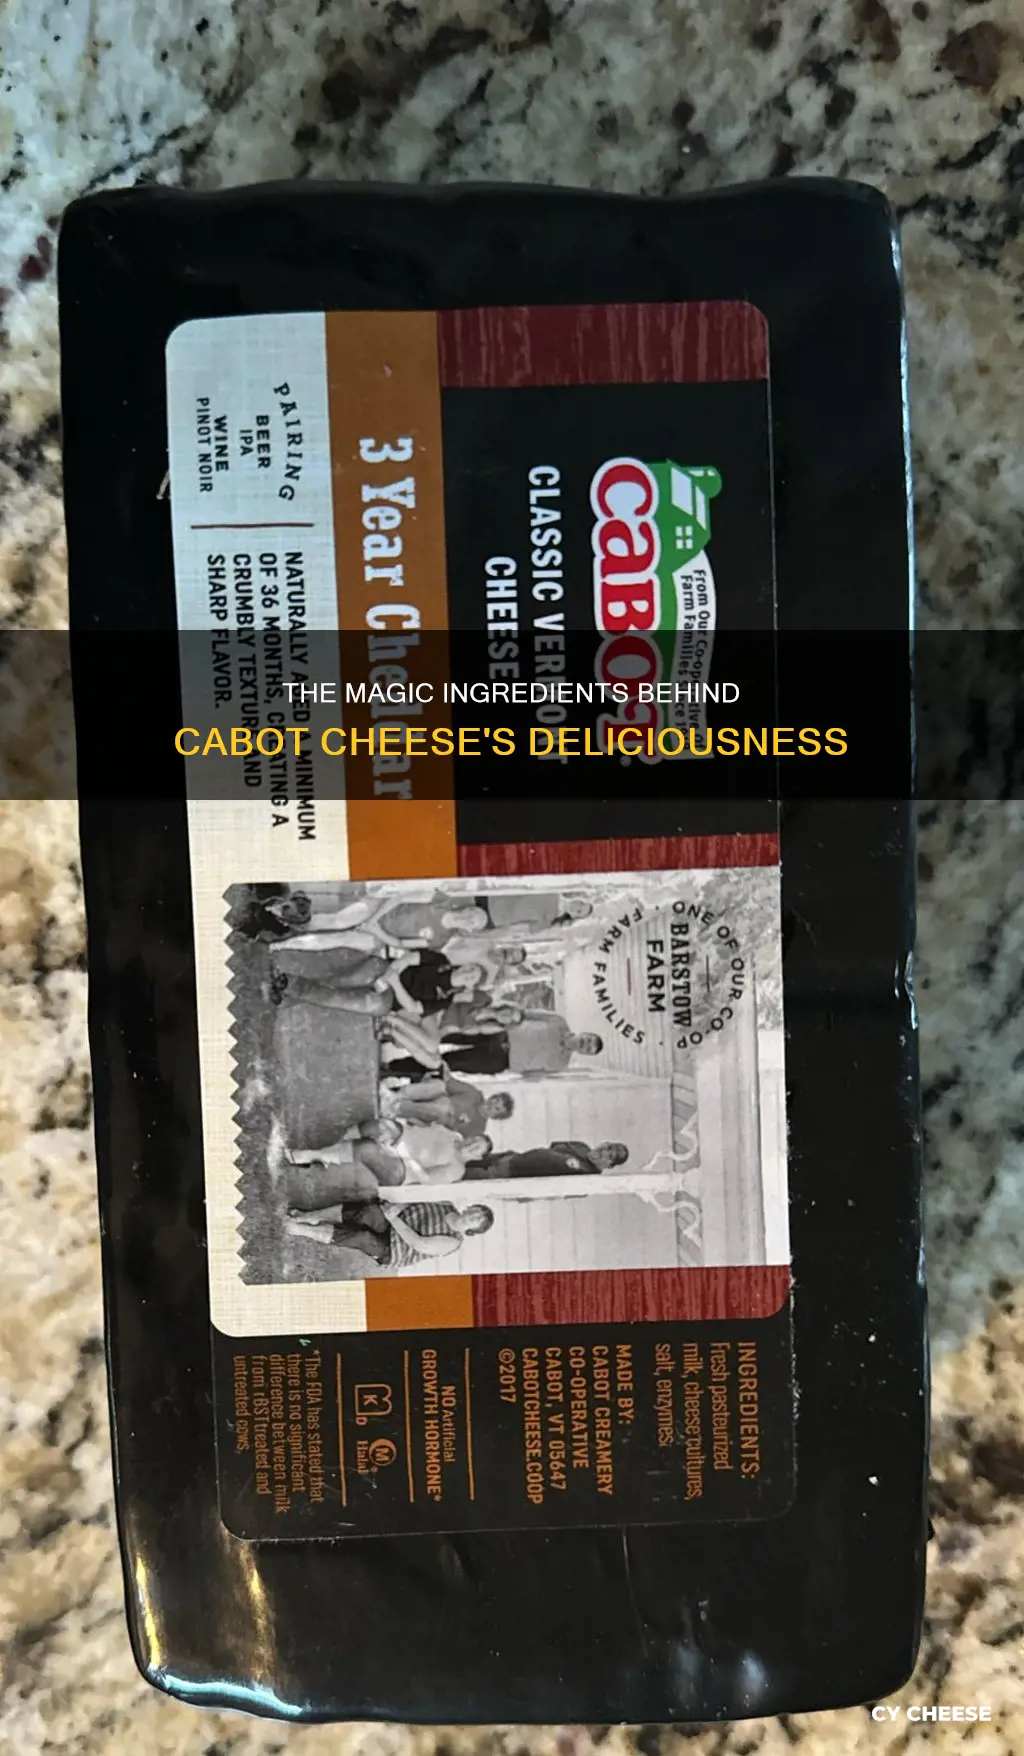 CABOT
From Our Co-operative
Farm Families
CLASSIC VERMONT
CHEESE
3 Year Cheddar
PAIRING
BEER
IPA
WINE
PINOT NOIR
NATURALLY AGED MINIMUM
OF 36 MONTHS, CREATING A
CRUMBLY TEXTURE AND
SHARP FLAVOR.
THE MAGIC INGREDIENTS BEHIND
CABOT CHEESE'S DELICIOUSNESS
ONE OF OUR CO-OP
FARM FAMILIES
BARSTOW
FARM
INGREDIENTS:
Fresh pasteurized
milk, cheese cultures,
salt, enzymes.
MADE BY:
CABOT CREAMERY
CO-OPERATIVE
CABOT, VT 05647
CABOTCHEESE.COOP
©2017
NO Artificial
GROWTH HORMONE*
K
D
M
Halal
*The FDA has stated that
there is no significant
difference between milk
from rBST treated and
untreated cows.
CY CHEESE